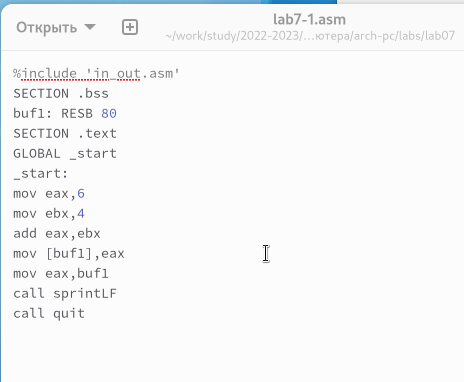 Открыть
lab7-1.asm
~/work/study/2022-2023/…ютера/arch-pc/labs/lab07
%include 'in_out.asm'
SECTION .bss
buf1: RESB 80
SECTION .text
GLOBAL _start
_start:
mov eax,6
mov ebx,4
add eax,ebx
mov [buf1],eax
mov eax,buf1
call sprintLF
call quit